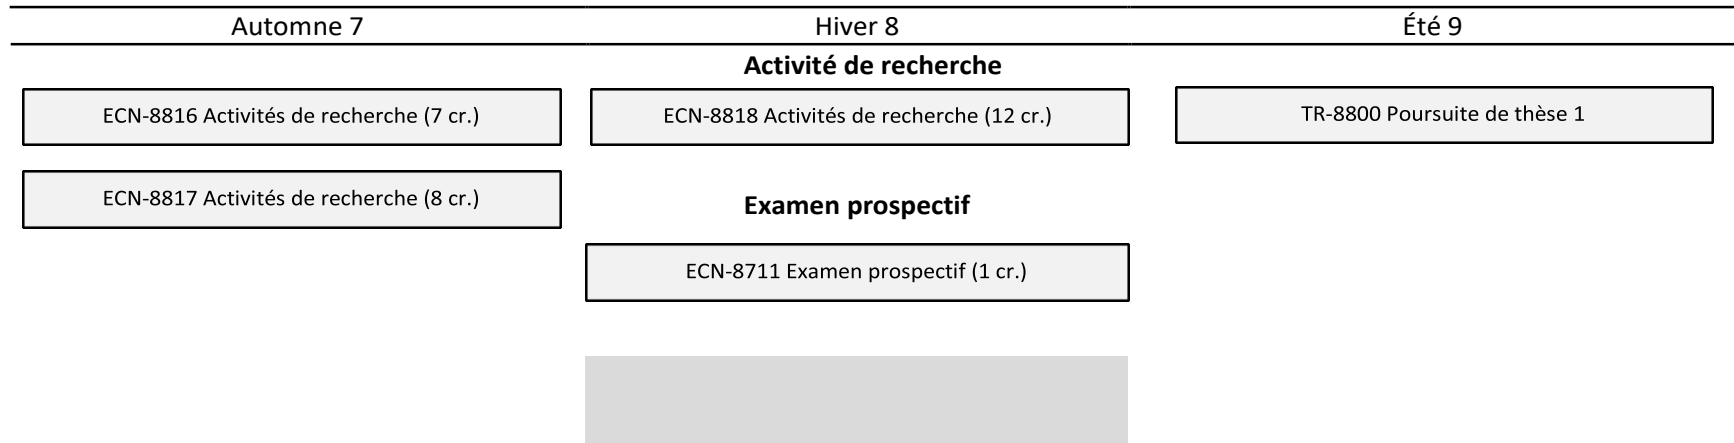 Automne 7
Hiver 8
Été 9
Activité de recherche
ECN-8816 Activités de recherche (7 cr.)
ECN-8818 Activités de recherche (12 cr.)
TR-8800 Poursuite de thèse 1
ECN-8817 Activités de recherche (8 cr.)
Examen prospectif
ECN-8711 Examen prospectif (1 cr.)